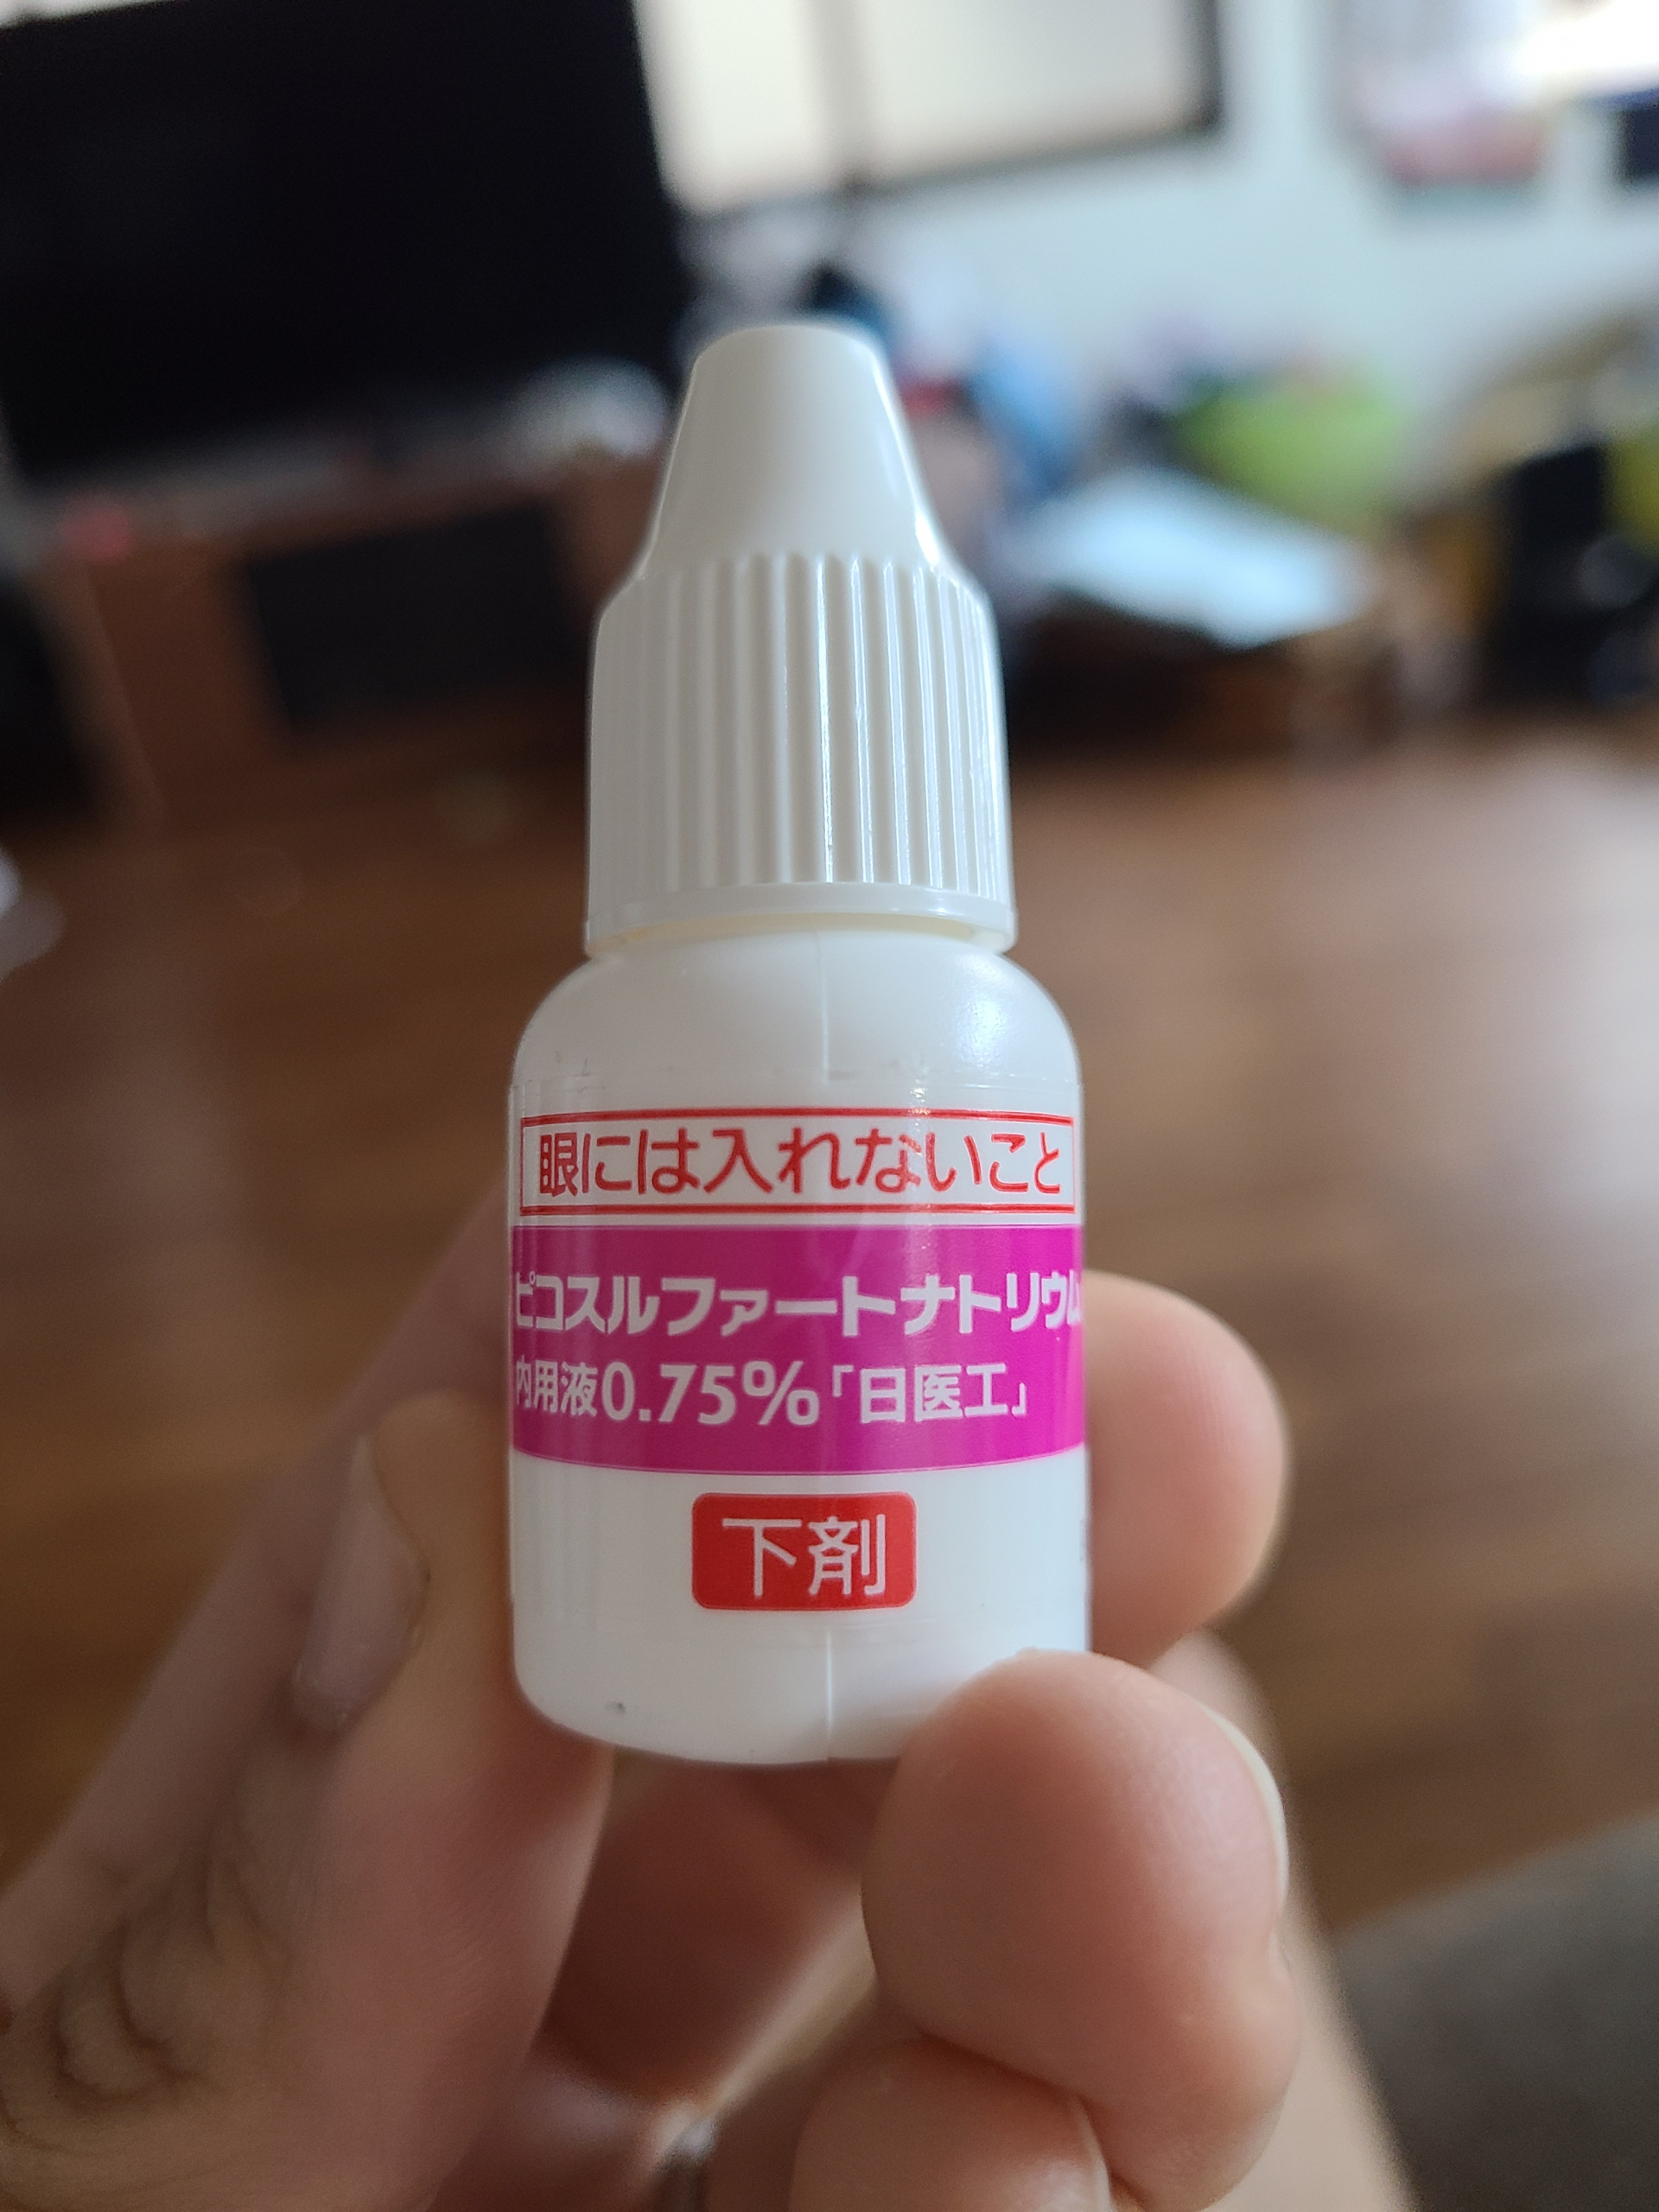 眼には入れないこと
ピコスルファートナトリウム
内用液0.75%「日医工」
下剤